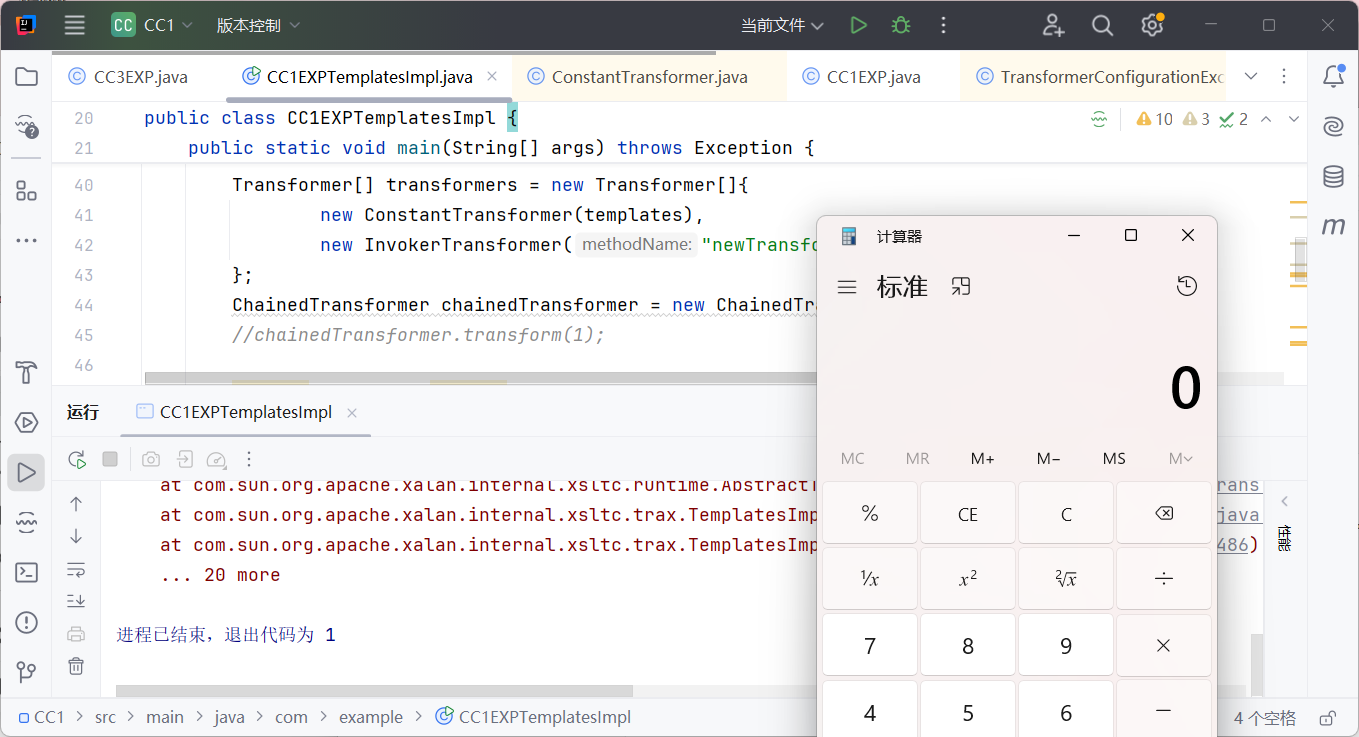 CC CC1 版本控制 当前文件
CC3EXP.java CC1EXPTemplatesImpl.java ConstantTransformer.java CC1EXP.java TransformerConfigurationExc
20 public class CC1EXPTemplatesImpl {
10 3 2
21 public static void main(String[] args) throws Exception {
40 Transformer[] transformers = new Transformer[]{
41 new ConstantTransformer(templates),
42 new InvokerTransformer( methodName: "newTransfo
43 };
44 ChainedTransformer chainedTransformer = new ChainedTra
45 //chainedTransformer.transform(1);
46
运行 CC1EXPTemplatesImpl
at com.sun.org.apache.xalan.internal.xsltc.runtime.AbstractT
rans
at com.sun.org.apache.xalan.internal.xsltc.trax.TemplatesImp
java
at com.sun.org.apache.xalan.internal.xsltc.trax.TemplatesImp
486)
... 20 more
进程已结束，退出代码为 1
性能
计算器
标准
0
MC MR M+ M− MS M
% CE C
¹/x x² ²√x ÷
7 8 9 ×
4 5 6 −
m
CC1 > src > main > java > com > example > CC1EXPTemplatesImpl
4 个空格